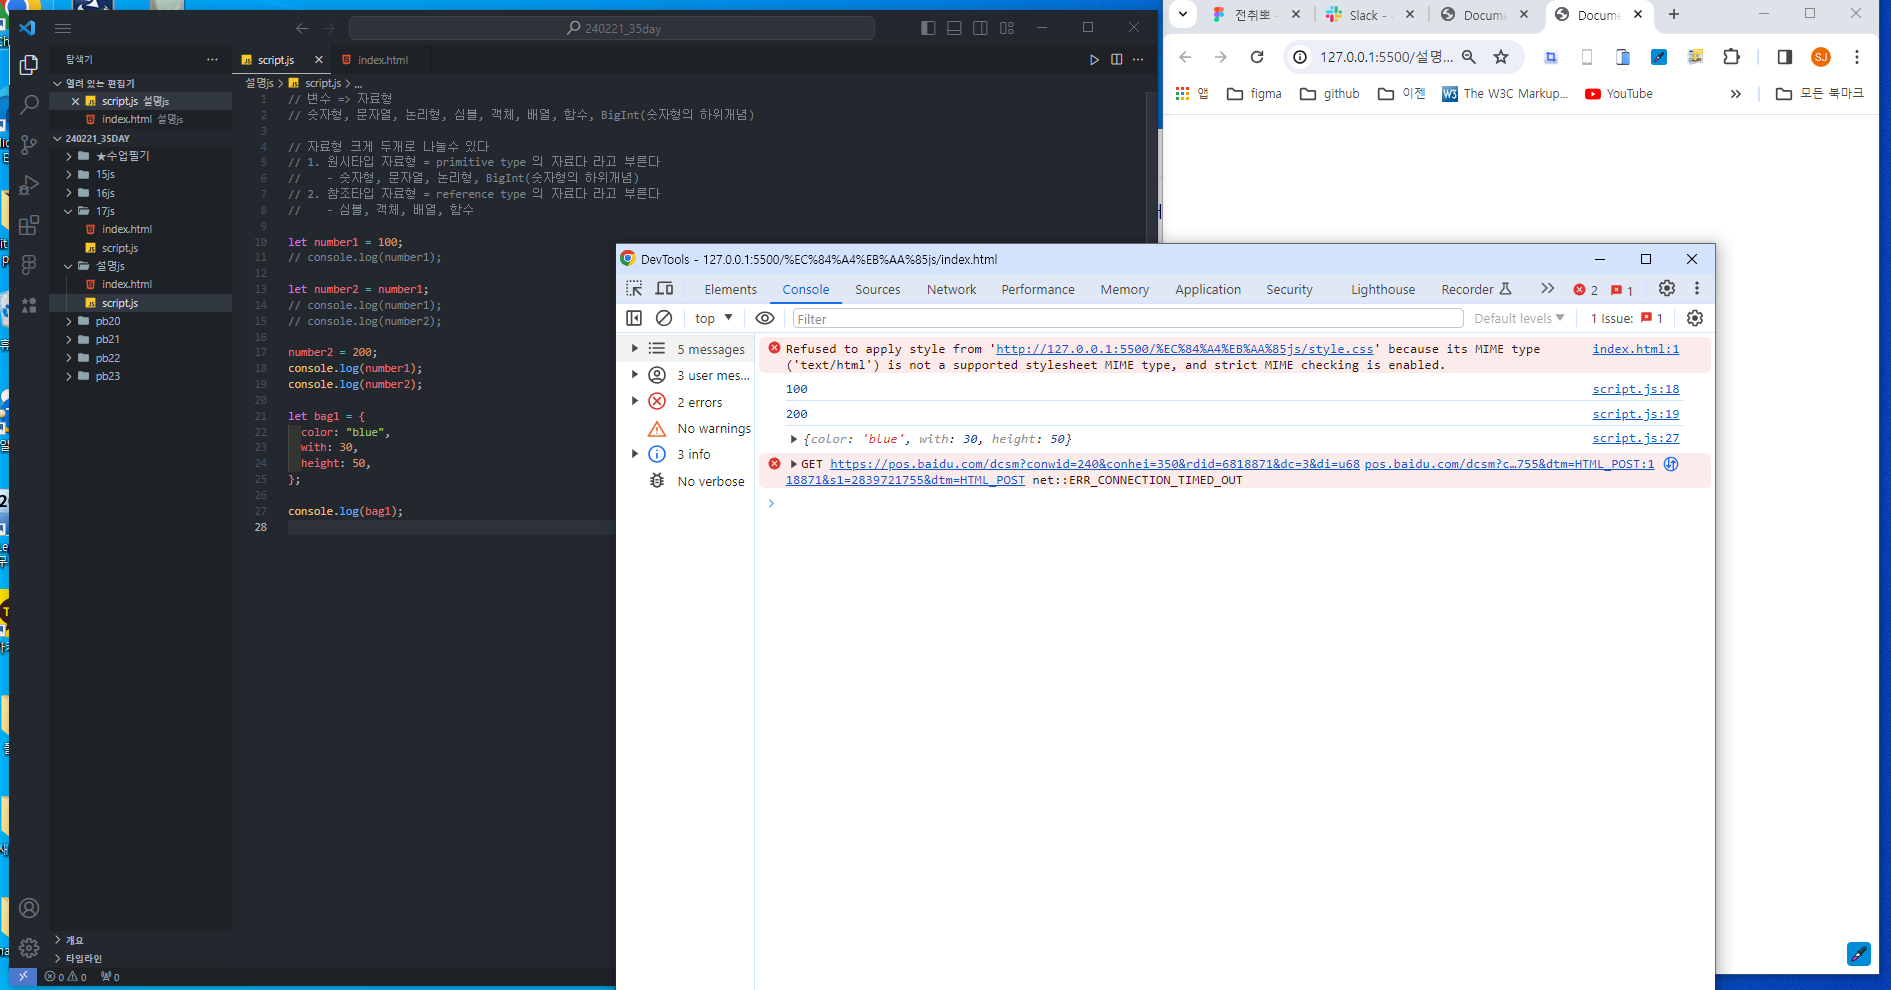 240221_35day
탐색기
열려 있는 편집기
script.js 설명js
index.html 설명js
240221_35DAY
★수업필기
15js
16js
17js
index.html
script.js
설명js
index.html
script.js
pb20
pb21
pb22
pb23
개요
타임라인
0 0 0
script.js
index.html
설명js > script.js > ...
1 // 변수 => 자료형
2 // 숫자형, 문자열, 논리형, 심볼, 객체, 배열, 함수, BigInt(숫자형의 하위개념)
3
4 // 자료형 크게 두개로 나눌수 있다
5 // 1. 원시타입 자료형 = primitive type 의 자료다 라고 부른다
6 //    - 숫자형, 문자열, 논리형, BigInt(숫자형의 하위개념)
7 // 2. 참조타입 자료형 = reference type 의 자료다 라고 부른다
8 //    - 심볼, 객체, 배열, 함수
9
10 let number1 = 100;
11 // console.log(number1);
12
13 let number2 = number1;
14 // console.log(number1);
15 // console.log(number2);
16
17 number2 = 200;
18 console.log(number1);
19 console.log(number2);
20
21 let bag1 = {
22   color: "blue",
23   with: 30,
24   height: 50,
25 };
26
27 console.log(bag1);
28
전취뽀
Slack -
Docume
Docume
127.0.0.1:5500/설명...
SJ
앱
figma
github
이젠
The W3C Markup...
YouTube
»
모든 북마크
DevTools - 127.0.0.1:5500/%EC%84%A4%EB%AA%85js/index.html
Elements Console Sources Network Performance Memory Application Security Lighthouse Recorder » 2 1
top Filter Default levels 1 Issue: 1
5 messages
3 user mes...
2 errors
No warnings
3 info
No verbose
Refused to apply style from 'http://127.0.0.1:5500/%EC%84%A4%EB%AA%85js/style.css' because its MIME type index.html:1
('text/html') is not a supported stylesheet MIME type, and strict MIME checking is enabled.
100 script.js:18
200 script.js:19
{color: 'blue', with: 30, height: 50} script.js:27
GET https://pos.baidu.com/dcsm?conwid=240&conhei=350&rdid=6818871&dc=3&di=u68 pos.baidu.com/dcsm?c…755&dtm=HTML_POST:1
18871&s1=2839721755&dtm=HTML_POST net::ERR_CONNECTION_TIMED_OUT